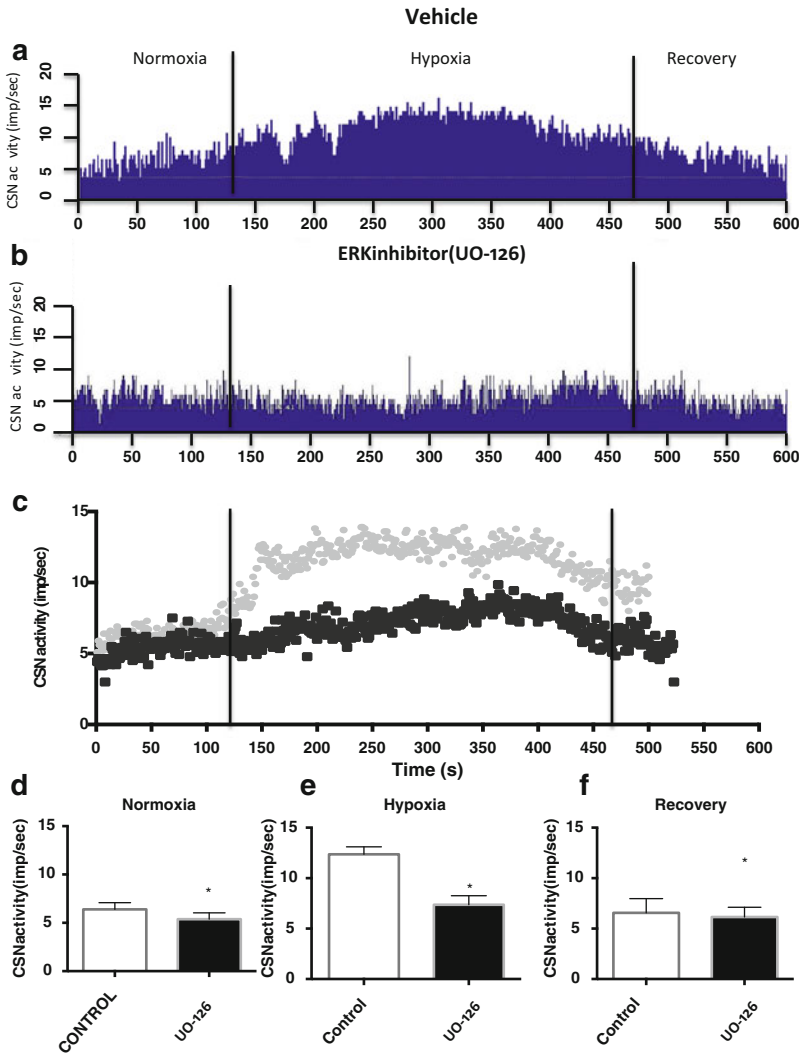 Vehicle
a
Normoxia Hypoxia Recovery
CSN ac vity (imp/sec)
20
15
10
5
0
0 50 100 150 200 250 300 350 400 450 500 550 600
b
ERKinhibitor(UO-126)
CSN ac vity (imp/sec)
20
15
10
5
0
0 50 100 150 200 250 300 350 400 450 500 550 600
c
CSNactivity (imp/sec)
15
10
5
0
0 50 100 150 200 250 300 350 400 450 500 550 600
Time (s)
d
Normoxia
CSNactivity(imp/sec)
15
10
5
0
*
CONTROL UO-126
e
Hypoxia
CSNactivity(imp/sec)
15
10
5
0
*
Control UO-126
f
Recovery
CSNactivity(imp/sec)
15
10
5
0
*
Control UO-126